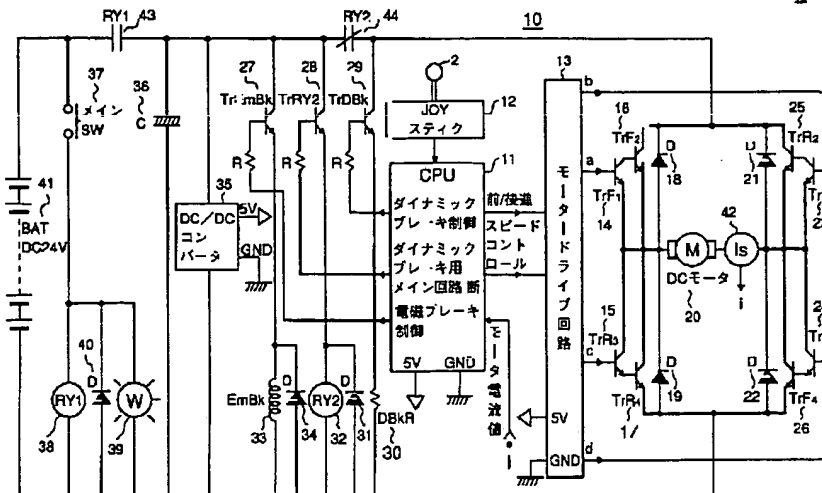 RY1 43
RY2 44
10
36
C
37
メイン
SW
27
28
29
TrEmBk
TrRY2
TrDBk
R
R
R
2
JOY
スティク
12
11
CPU
ダイナミック
ブレーキ制御
ダイナミック
ブレーキ用
メイン回路断
電磁ブレーキ
制御
5V GND
前/後進
スピード
コント
ロール
モータ電流値
i
13
モータードライブ回路
a
b
c
d
5V
GND
41
BAT
DC24V
35
DC/DC
コン
バータ
5V
GND
16
TrF2
TrF1
14
D
18
D
21
25
TrR2
Tr
42
M
Is
DCモータ
20
i
15
TrR3
TrR4
D
19
D
22
Tr
TrF4
26
40
D
RY1
38
W
39
EmBk
33
D
34
RY2
32
D
31
DBkR
30